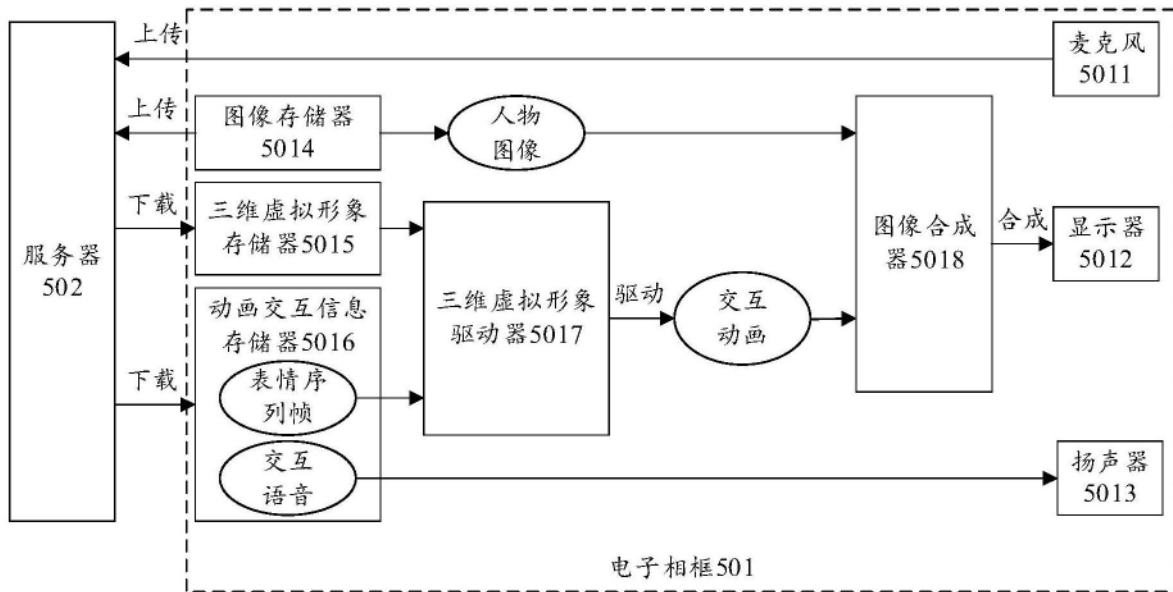 上传
麦克风
5011
上传
图像存储器
5014
人物
图像
下载
三维虚拟形象
存储器5015
服务器
502
图像合成
器5018
合成
显示器
5012
动画交互信息
存储器5016
三维虚拟形象
驱动器5017
驱动
交互
动画
下载
表情序
列帧
交互
语音
扬声器
5013
电子相框501